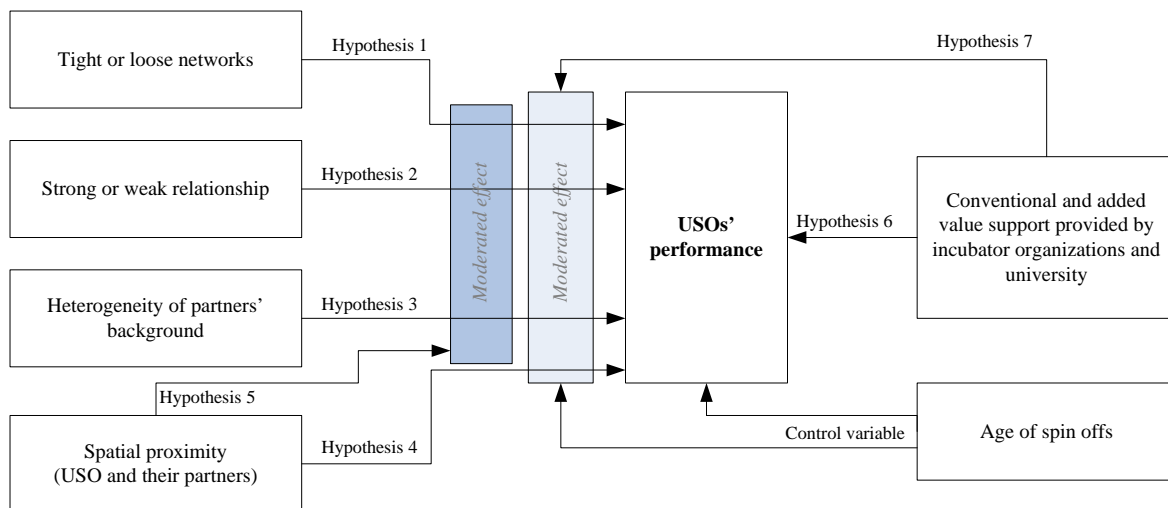 Hypothesis 1
Hypothesis 7
Tight or loose networks
Strong or weak relationship
Hypothesis 2
Moderated effect
Moderated effect
USOs’
performance
Hypothesis 6
Conventional and added
value support provided by
incubator organizations and
university
Heterogeneity of partners’
background
Hypothesis 3
Hypothesis 5
Spatial proximity
(USO and their partners)
Hypothesis 4
Control variable
Age of spin offs